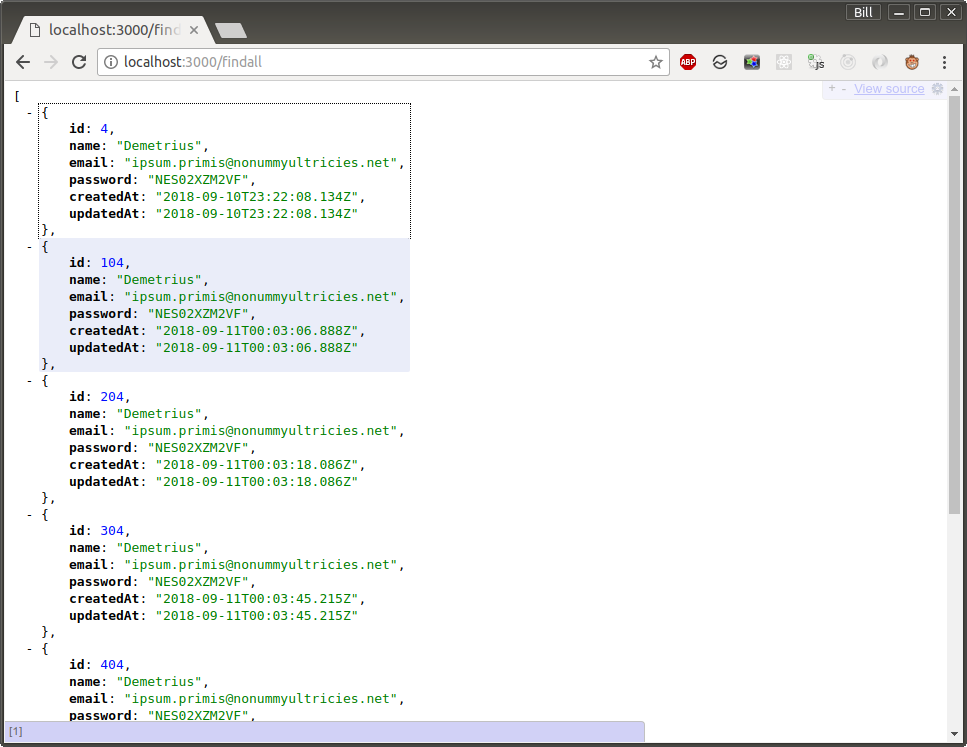 Bill
localhost:3000/find
localhost:3000/findall
ABP
JS
+ - View source
[
- {
id: 4,
name: "Demetrius",
email: "ipsum.primis@nonummyultricies.net",
password: "NES02XZM2VF",
createdAt: "2018-09-10T23:22:08.134Z",
updatedAt: "2018-09-10T23:22:08.134Z"
},
- {
id: 104,
name: "Demetrius",
email: "ipsum.primis@nonummyultricies.net",
password: "NES02XZM2VF",
createdAt: "2018-09-11T00:03:06.888Z",
updatedAt: "2018-09-11T00:03:06.888Z"
},
- {
id: 204,
name: "Demetrius",
email: "ipsum.primis@nonummyultricies.net",
password: "NES02XZM2VF",
createdAt: "2018-09-11T00:03:18.086Z",
updatedAt: "2018-09-11T00:03:18.086Z"
},
- {
id: 304,
name: "Demetrius",
email: "ipsum.primis@nonummyultricies.net",
password: "NES02XZM2VF",
createdAt: "2018-09-11T00:03:45.215Z",
updatedAt: "2018-09-11T00:03:45.215Z"
},
- {
id: 404,
name: "Demetrius",
email: "ipsum.primis@nonummyultricies.net",
password: "NES02XZM2VF",
[1]